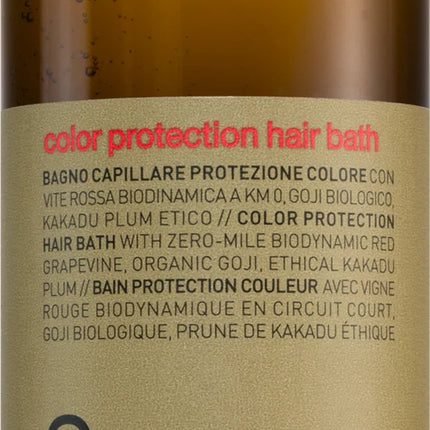 color protection hair bath
BAGNO CAPILLARE PROTEZIONE COLORE CON
VITE ROSSA BIODINAMICA A KM 0, GOJI BIOLOGICO,
KAKADU PLUM ETICO // COLOR PROTECTION
HAIR BATH WITH ZERO-MILE BIODYNAMIC RED
GRAPEVINE, ORGANIC GOJI, ETHICAL KAKADU
PLUM // BAIN PROTECTION COULEUR AVEC VIGNE
ROUGE BIODYNAMIQUE EN CIRCUIT COURT,
GOJI BIOLOGIQUE, PRUNE DE KAKADU ÉTHIQUE